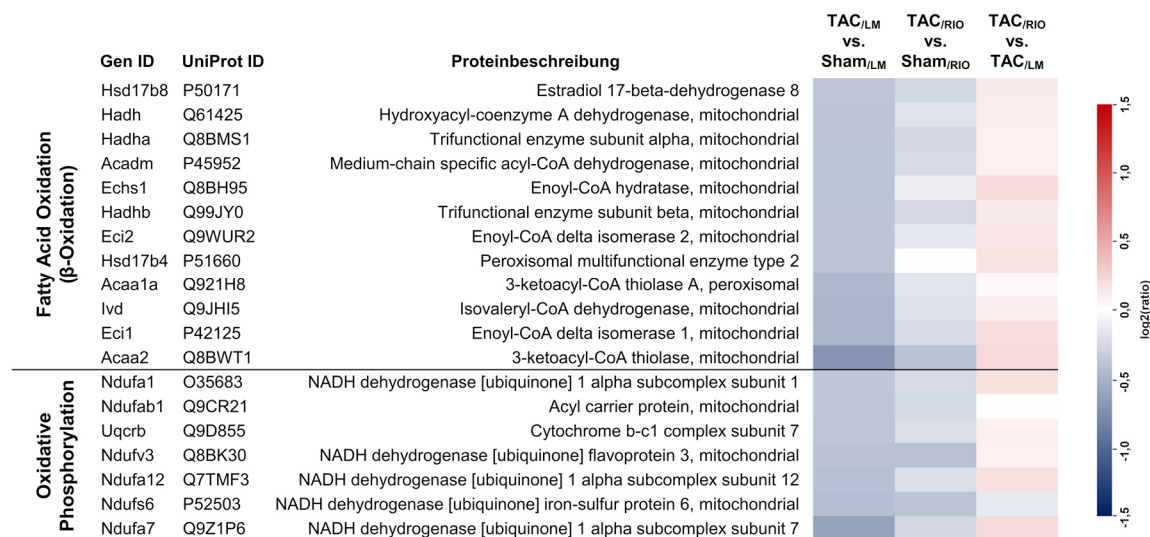 TAC/LM vs. Sham/LM
TAC/RIO vs. Sham/RIO
TAC/RIO vs. TAC/LM
Gen ID UniProt ID Proteinbeschreibung
Fatty Acid Oxidation
(β-Oxidation)
Hsd17b8 P50171 Estradiol 17-beta-dehydrogenase 8
Hadh Q61425 Hydroxyacyl-coenzyme A dehydrogenase, mitochondrial
Hadha Q8BMS1 Trifunctional enzyme subunit alpha, mitochondrial
Acadm P45952 Medium-chain specific acyl-CoA dehydrogenase, mitochondrial
Echs1 Q8BH95 Enoyl-CoA hydratase, mitochondrial
Hadhb Q99JY0 Trifunctional enzyme subunit beta, mitochondrial
Eci2 Q9WUR2 Enoyl-CoA delta isomerase 2, mitochondrial
Hsd17b4 P51660 Peroxisomal multifunctional enzyme type 2
Acaa1a Q921H8 3-ketoacyl-CoA thiolase A, peroxisomal
Ivd Q9JHI5 Isovaleryl-CoA dehydrogenase, mitochondrial
Eci1 P42125 Enoyl-CoA delta isomerase 1, mitochondrial
Acaa2 Q8BWT1 3-ketoacyl-CoA thiolase, mitochondrial
Oxidative
Phosphorylation
Ndufa1 O35683 NADH dehydrogenase [ubiquinone] 1 alpha subcomplex subunit 1
Ndufab1 Q9CR21 Acyl carrier protein, mitochondrial
Uqcrb Q9D855 Cytochrome b-c1 complex subunit 7
Ndufv3 Q8BK30 NADH dehydrogenase [ubiquinone] flavoprotein 3, mitochondrial
Ndufa12 Q7TMF3 NADH dehydrogenase [ubiquinone] 1 alpha subcomplex subunit 12
Ndufs6 P52503 NADH dehydrogenase [ubiquinone] iron-sulfur protein 6, mitochondrial
Ndufa7 Q9Z1P6 NADH dehydrogenase [ubiquinone] 1 alpha subcomplex subunit 7
1,5
1,0
0,5
0,0
-0,5
-1,0
-1,5
log2(ratio)